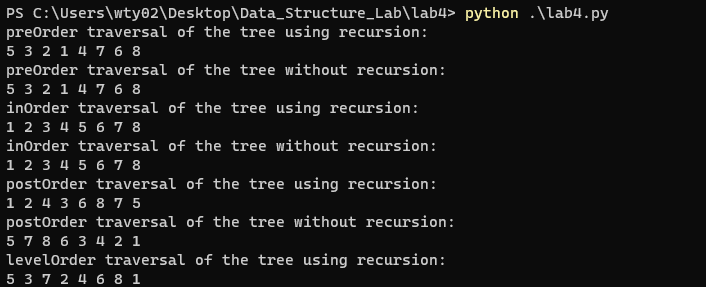 PS C:\Users\wty02\Desktop\Data_Structure_Lab\lab4> python .\lab4.py
preOrder traversal of the tree using recursion:
5 3 2 1 4 7 6 8
preOrder traversal of the tree without recursion:
5 3 2 1 4 7 6 8
inOrder traversal of the tree using recursion:
1 2 3 4 5 6 7 8
inOrder traversal of the tree without recursion:
1 2 3 4 5 6 7 8
postOrder traversal of the tree using recursion:
1 2 4 3 6 8 7 5
postOrder traversal of the tree without recursion:
5 7 8 6 3 4 2 1
levelOrder traversal of the tree using recursion:
5 3 7 2 4 6 8 1